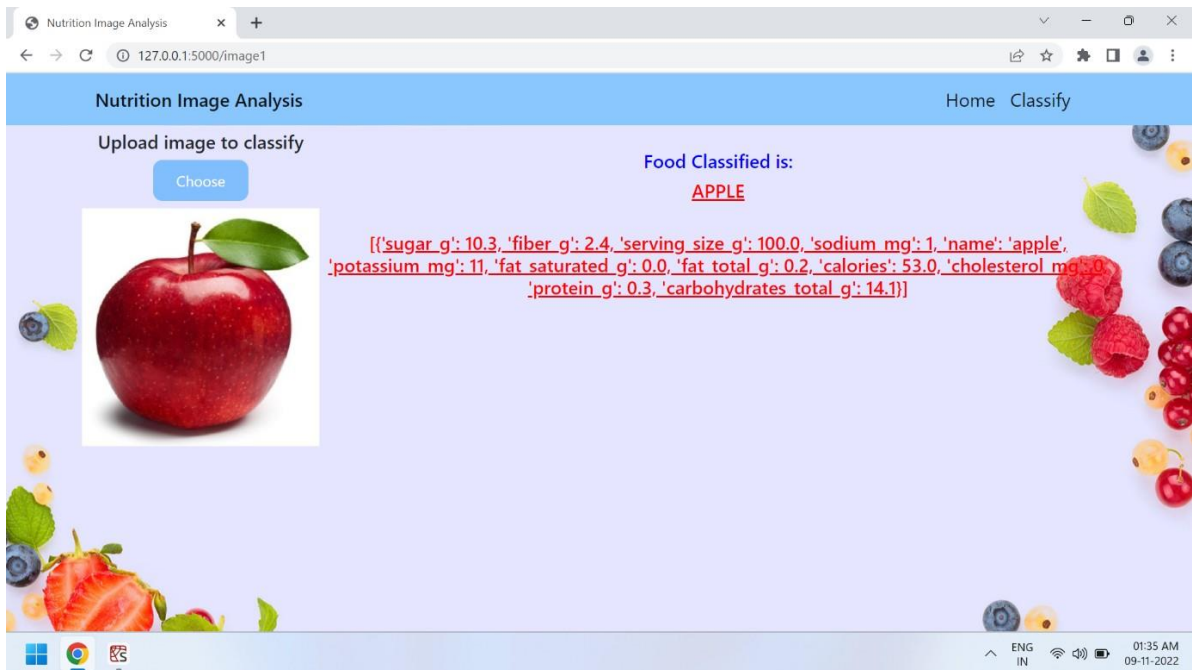 Nutrition Image Analysis
127.0.0.1:5000/image1
Nutrition Image Analysis
Home Classify
Upload image to classify
Choose
Food Classified is:
APPLE
[{'sugar_g': 10.3, 'fiber_g': 2.4, 'serving_size_g': 100.0, 'sodium_mg': 1, 'name': 'apple',
'potassium_mg': 11, 'fat_saturated_g': 0.0, 'fat_total_g': 0.2, 'calories': 53.0, 'cholesterol_mg': 0,
'protein_g': 0.3, 'carbohydrates_total_g': 14.1}]
ENG
IN
01:35 AM
09-11-2022